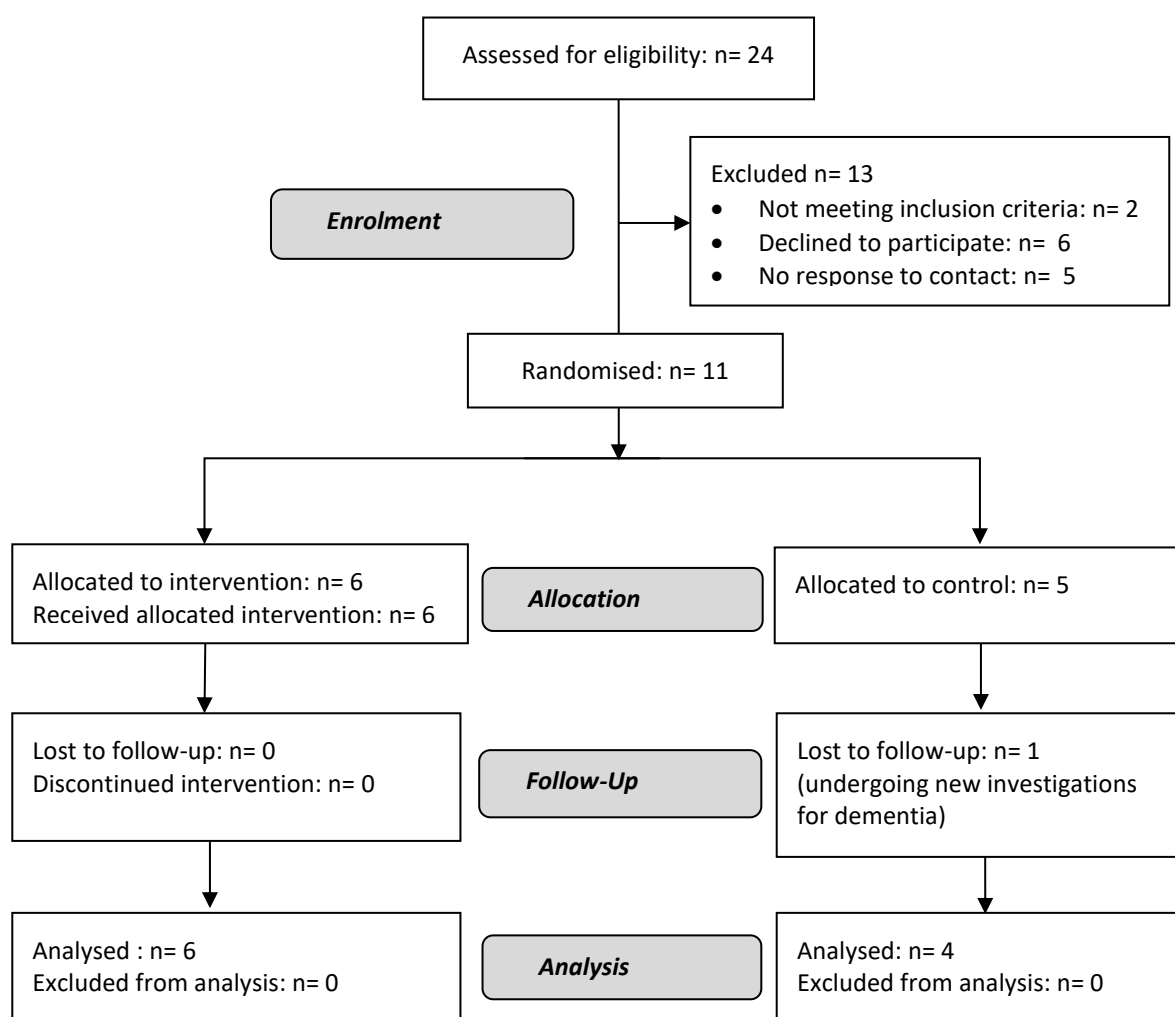 Assessed for eligibility: n= 24
Excluded n= 13
• Not meeting inclusion criteria: n= 2
• Declined to participate: n= 6
• No response to contact: n= 5
Enrolment
Randomised: n= 11
Allocated to intervention: n= 6
Received allocated intervention: n= 6
Allocation
Allocated to control: n= 5
Lost to follow-up: n= 0
Discontinued intervention: n= 0
Follow-Up
Lost to follow-up: n= 1
(undergoing new investigations
for dementia)
Analysed : n= 6
Excluded from analysis: n= 0
Analysis
Analysed: n= 4
Excluded from analysis: n= 0